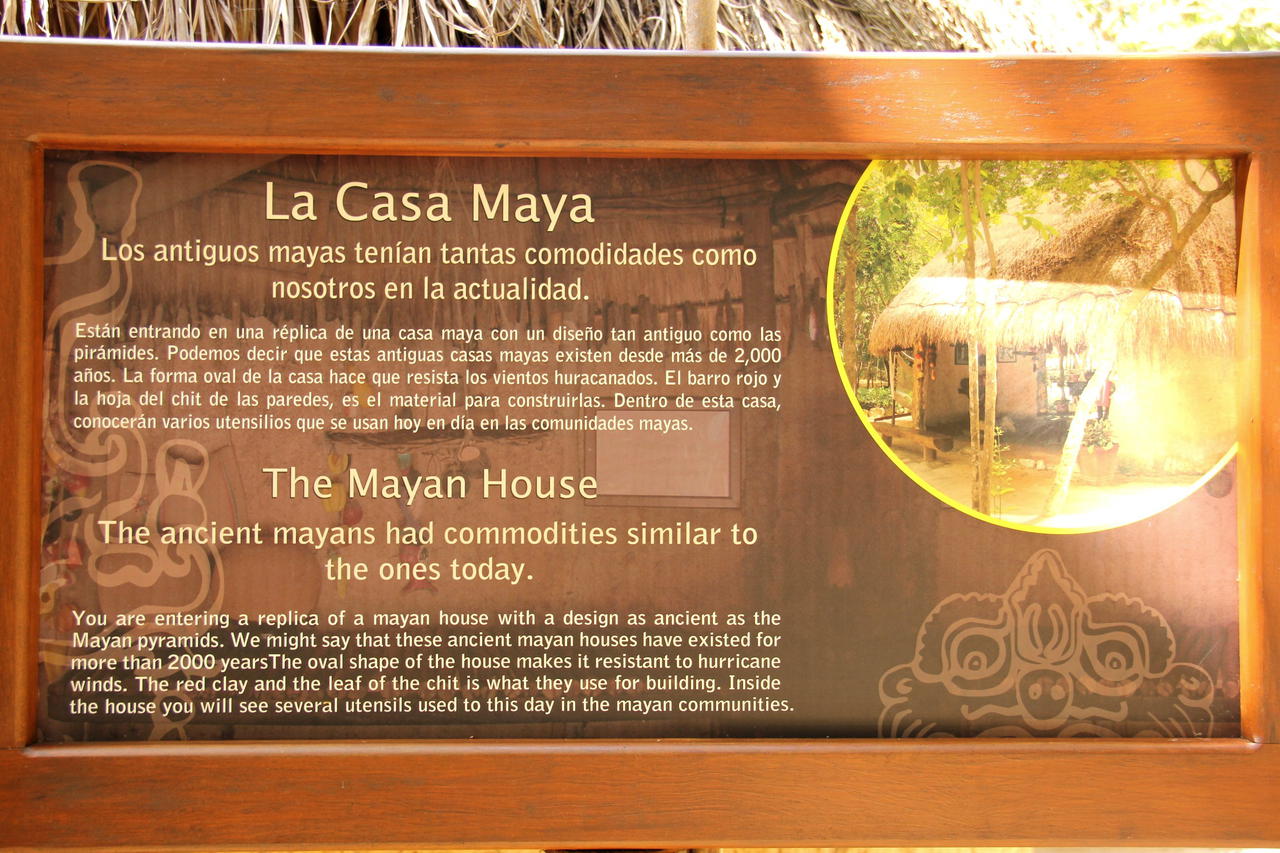 La Casa Maya
Los antiguos mayas tenían tantas comodidades como
nosotros en la actualidad.
Están entrando en una réplica de una casa maya con un diseño tan antiguo como las
pirámides. Podemos decir que estas antiguas casas mayas existen desde más de 2,000
años. La forma oval de la casa hace que resista los vientos huracanados. El barro rojo y
la hoja del chit de las paredes, es el material para construirlas. Dentro de esta casa,
conocerán varios utensilios que se usan hoy en día en las comunidades mayas.
The Mayan House
The ancient mayans had commodities similar to
the ones today.
You are entering a replica of a mayan house with a design as ancient as the
Mayan pyramids. We might say that these ancient mayan houses have existed for
more than 2000 yearsThe oval shape of the house makes it resistant to hurricane
winds. The red clay and the leaf of the chit is what they use for building. Inside
the house you will see several utensils used to this day in the mayan communities.